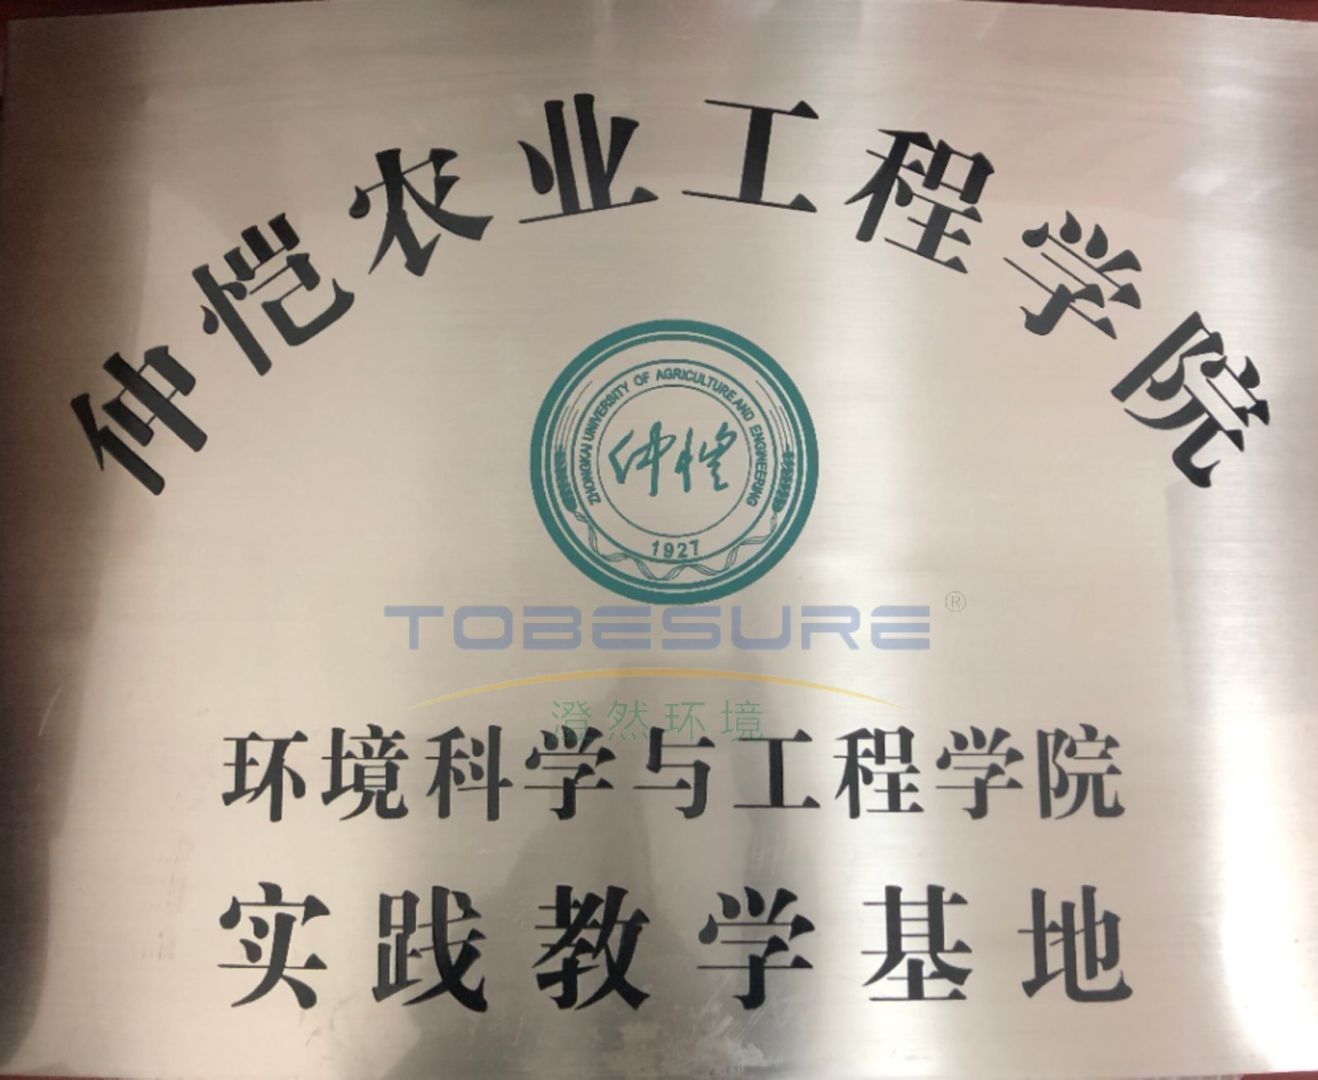 仲恺农业工程学院
ZHONGKAI UNIVERSITY OF AGRICULTURE AND ENGINEERING
仲恺
1927
TOBESURE®
澄然环境
环境科学与工程学院
实践教学基地